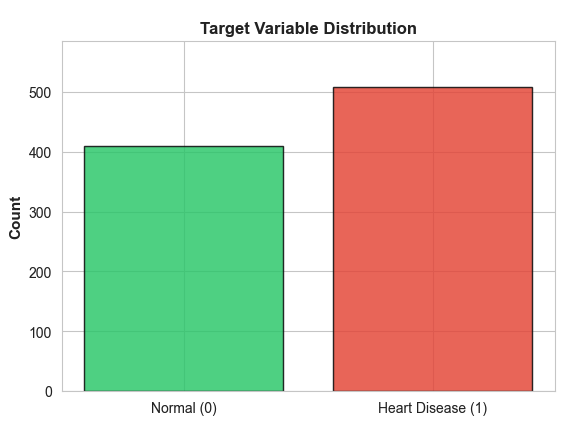 Target Variable Distribution
Count
500
400
300
200
100
0
Normal (0)
Heart Disease (1)